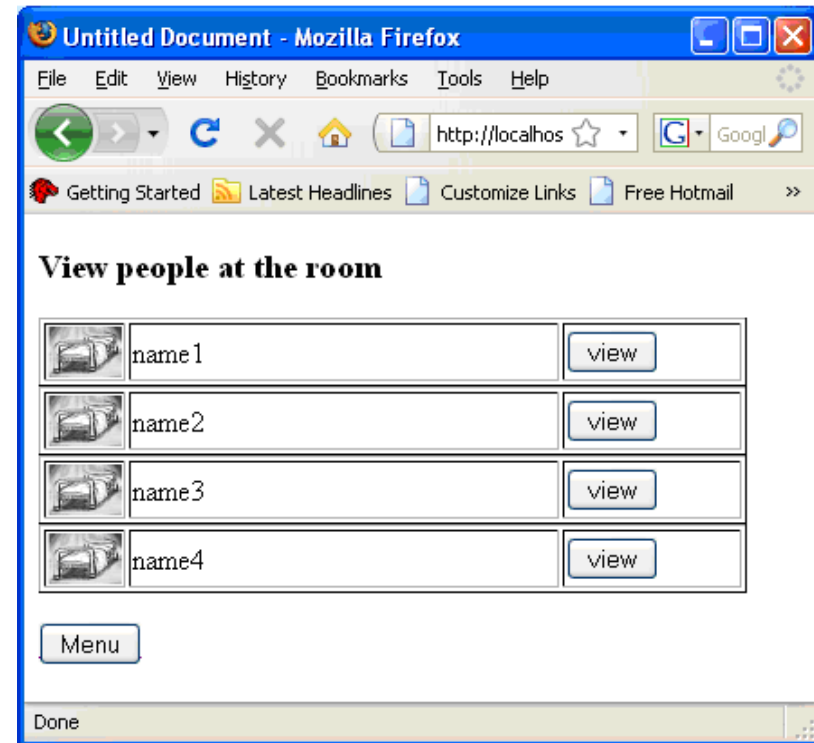 Untitled Document - Mozilla Firefox
File Edit View History Bookmarks Tools Help
http://localhos G Googl
Getting Started Latest Headlines Customize Links Free Hotmail »
View people at the room
name1 view
name2 view
name3 view
name4 view
Menu
Done